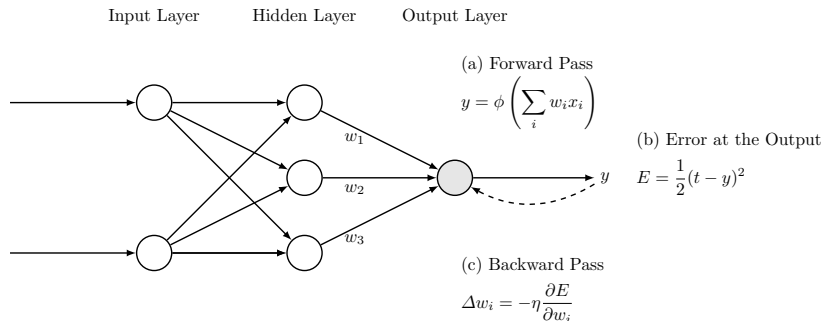 Input Layer Hidden Layer Output Layer
(a) Forward Pass
y = ϕ(∑_i w_i x_i)
w_1
(b) Error at the Output
E = 1/2 (t − y)^2
w_2
y
w_3
(c) Backward Pass
Δw_i = −η ∂E/∂w_i